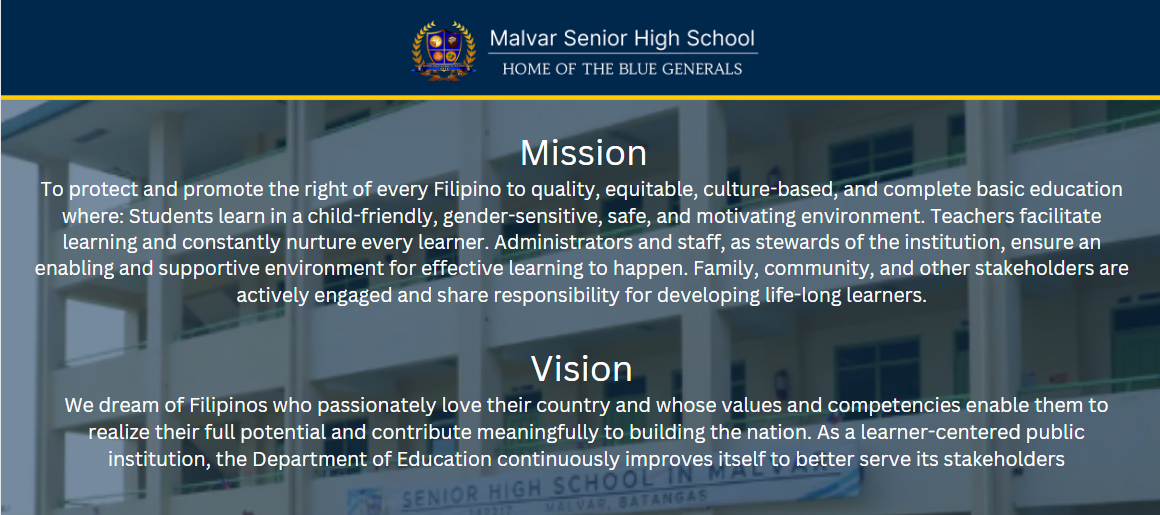 Malvar Senior High School
HOME OF THE BLUE GENERALS
Mission
To protect and promote the right of every Filipino to quality, equitable, culture-based, and complete basic education
where: Students learn in a child-friendly, gender-sensitive, safe, and motivating environment. Teachers facilitate
learning and constantly nurture every learner. Administrators and staff, as stewards of the institution, ensure an
enabling and supportive environment for effective learning to happen. Family, community, and other stakeholders are
actively engaged and share responsibility for developing life-long learners.
Vision
We dream of Filipinos who passionately love their country and whose values and competencies enable them to
realize their full potential and contribute meaningfully to building the nation. As a learner-centered public
institution, the Department of Education continuously improves itself to better serve its stakeholders
SENIOR HIGH SCHOOL IN MALVAR
MALVAR, BATANGAS